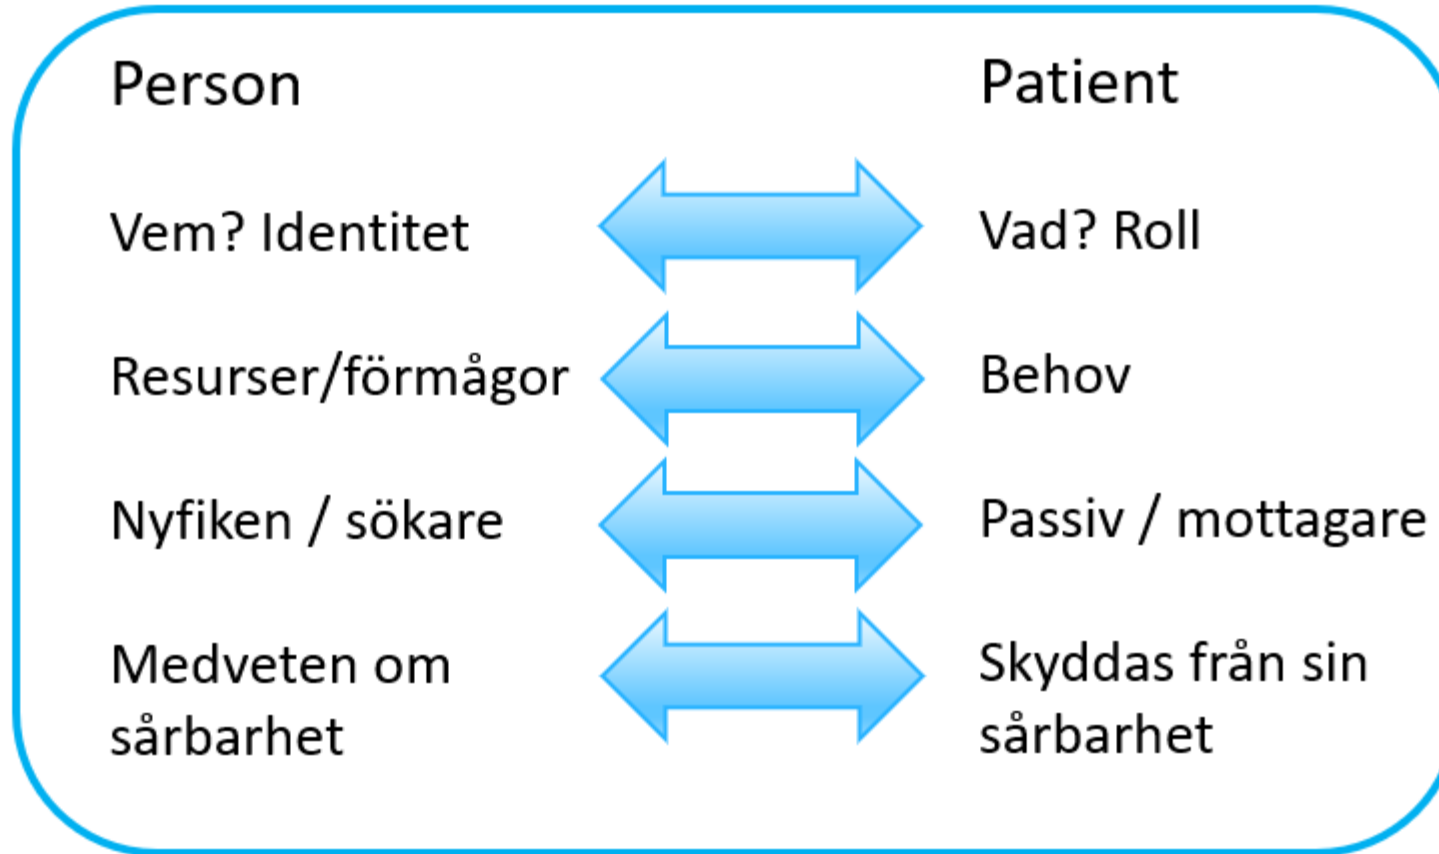 Person Patient
Vem? Identitet Vad? Roll
Resurser/förmågor Behov
Nyfiken / sökare Passiv / mottagare
Medveten om Skyddas från sin
sårbarhet sårbarhet